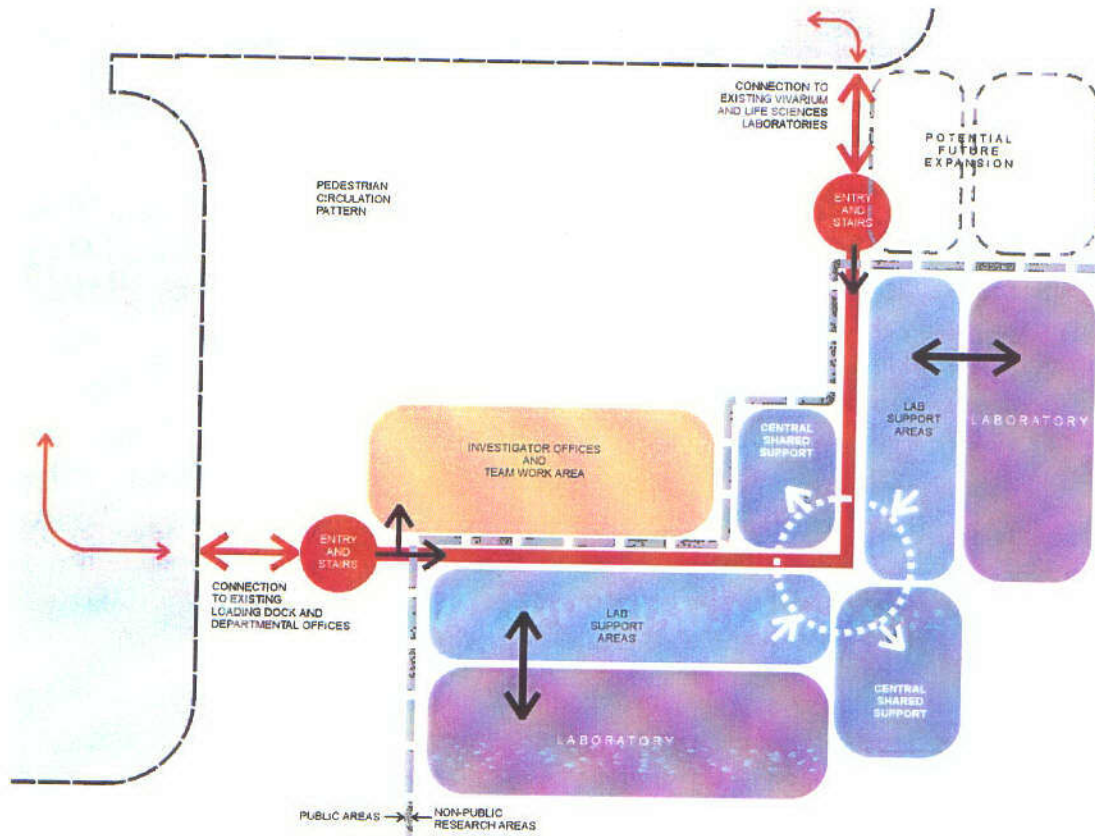 CONNECTION TO
EXISTING VIVARIUM
AND LIFE SCIENCES
LABORATORIES
POTENTIAL
FUTURE
EXPANSION
PEDESTRIAN
CIRCULATION
PATTERN
ENTRY
AND
STAIRS
CENTRAL
SHARED
SUPPORT
LAB
SUPPORT
AREAS
LABORATORY
INVESTIGATOR OFFICES
AND
TEAM WORK AREA
ENTRY
AND
STAIRS
CONNECTION
TO EXISTING
LOADING DOCK AND
DEPARTMENTAL OFFICES
LAB
SUPPORT
AREAS
CENTRAL
SHARED
SUPPORT
LABORATORY
PUBLIC AREAS
NON-PUBLIC
RESEARCH AREAS